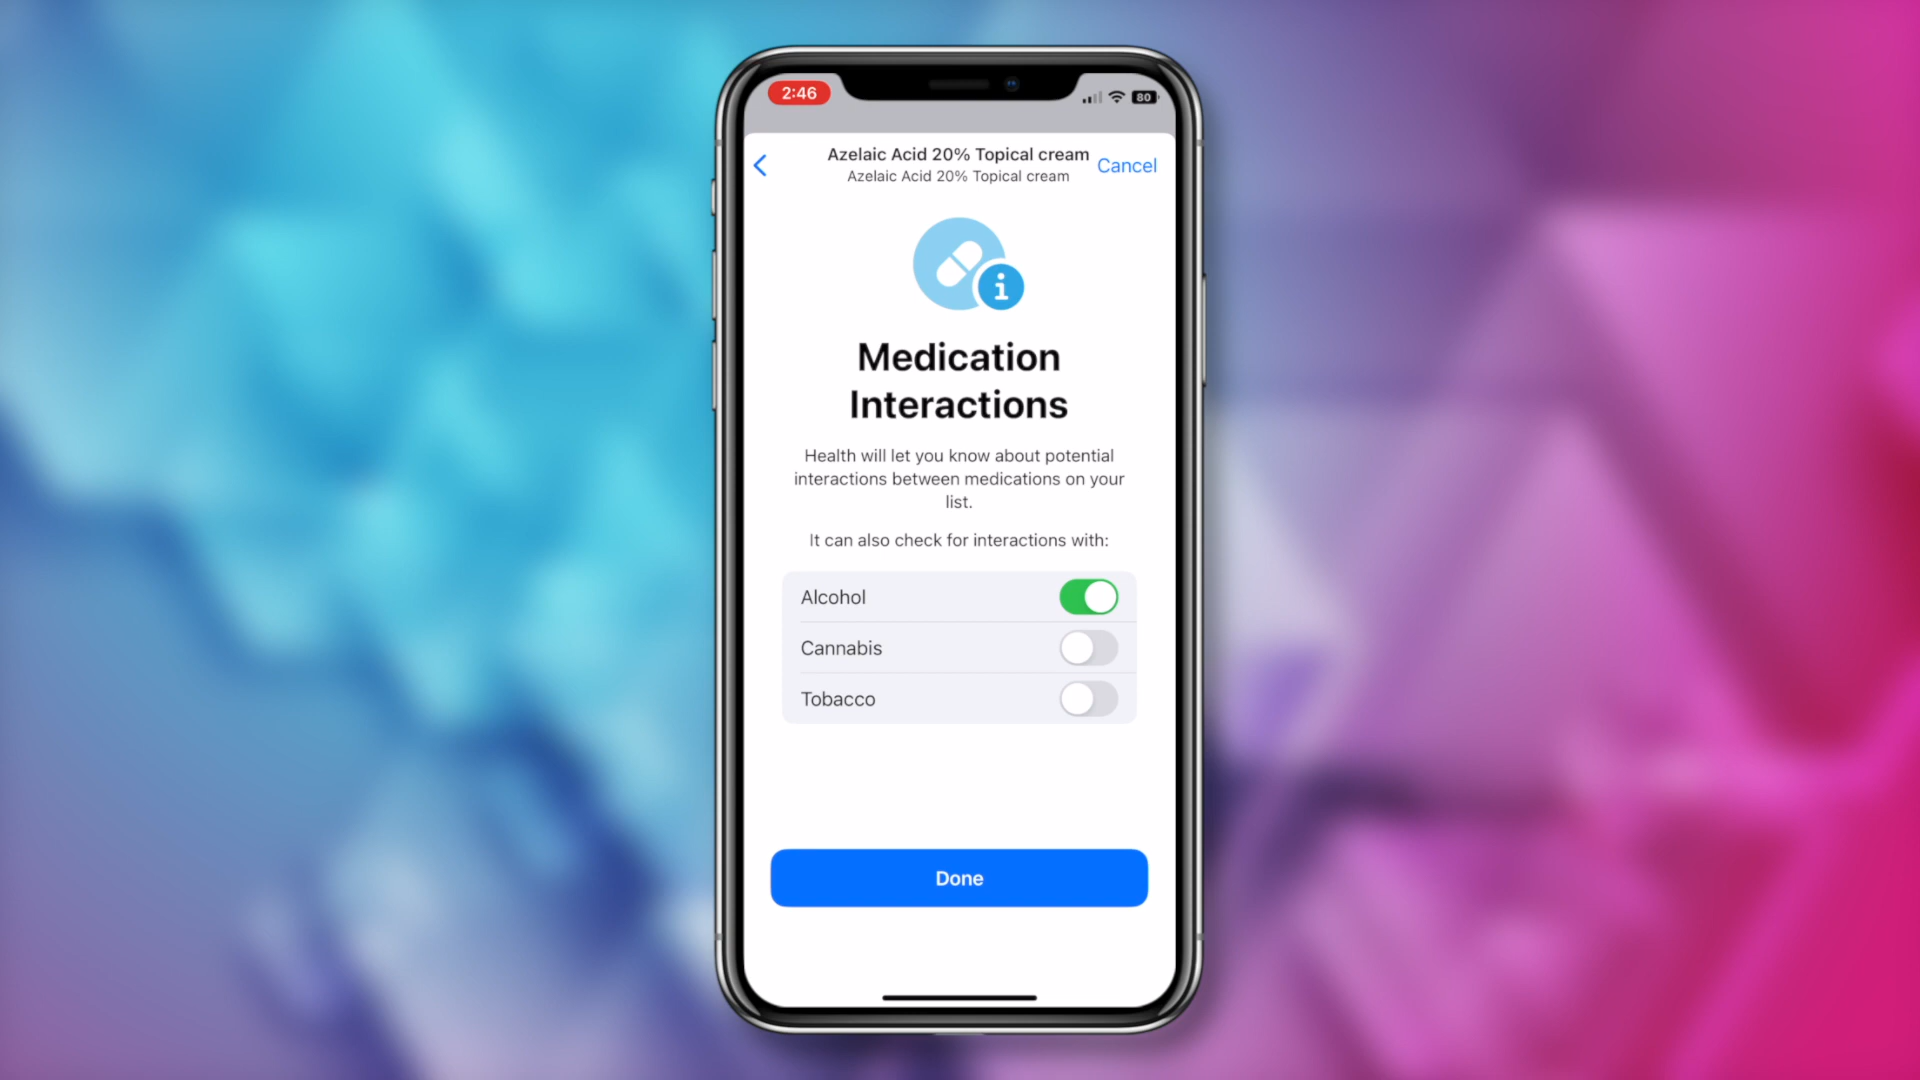 2:46
80
Azelaic Acid 20% Topical cream
Azelaic Acid 20% Topical cream
Cancel
i
Medication
Interactions
Health will let you know about potential
interactions between medications on your
list.
It can also check for interactions with:
Alcohol
Cannabis
Tobacco
Done